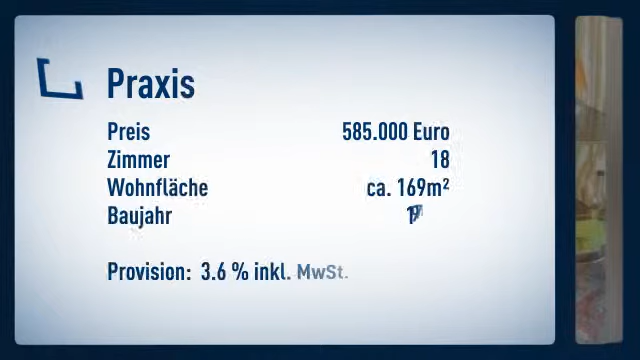 Praxis
Preis 585.000 Euro
Zimmer 18
Wohnfläche ca. 169m²
Baujahr
Provision: 3.6 % inkl. MwSt.